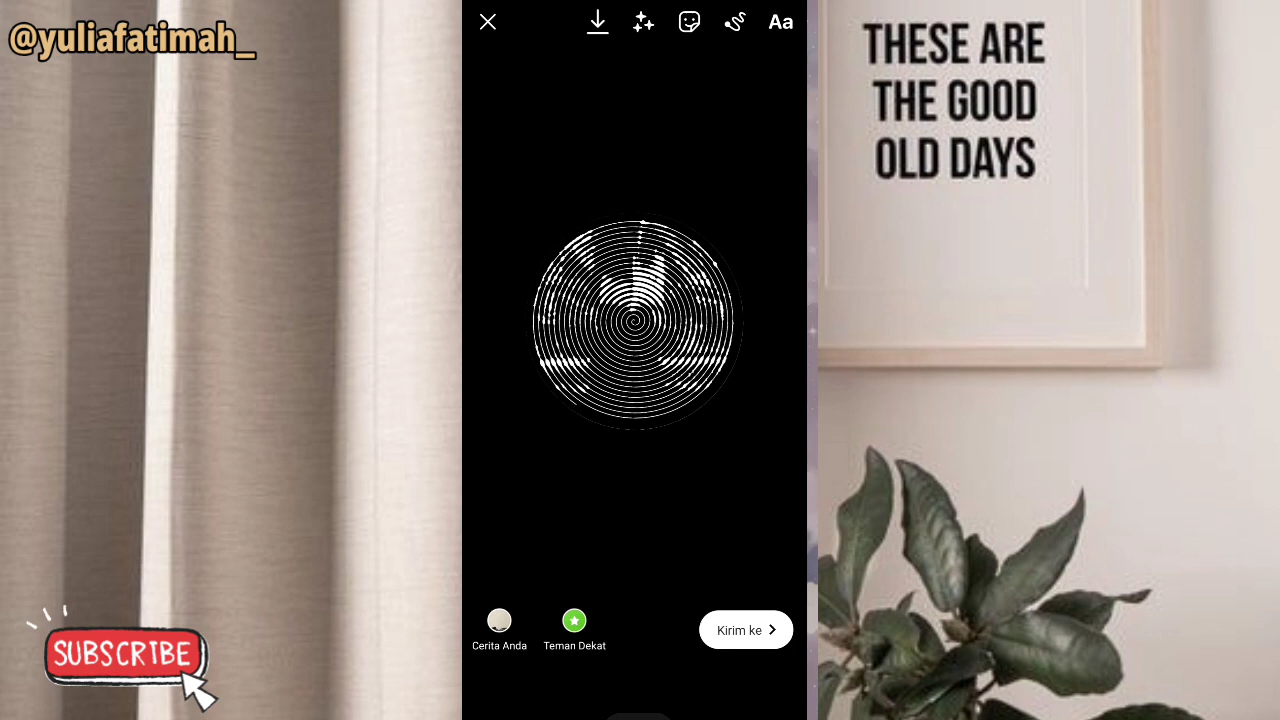 @yuliafatimah_
Aa
THESE ARE
THE GOOD
OLD DAYS
Cerita Anda
Teman Dekat
Kirim ke
SUBSCRIBE